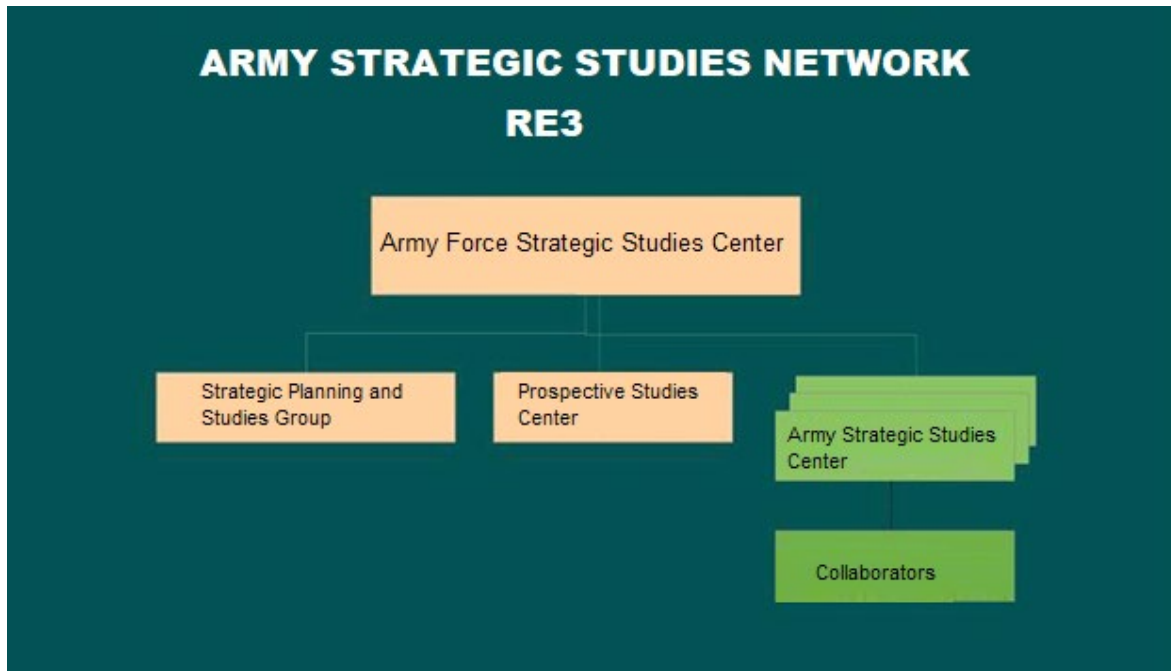 ARMY STRATEGIC STUDIES NETWORK
RE3
Army Force Strategic Studies Center
Strategic Planning and
Studies Group
Prospective Studies
Center
Army Strategic Studies
Center
Collaborators